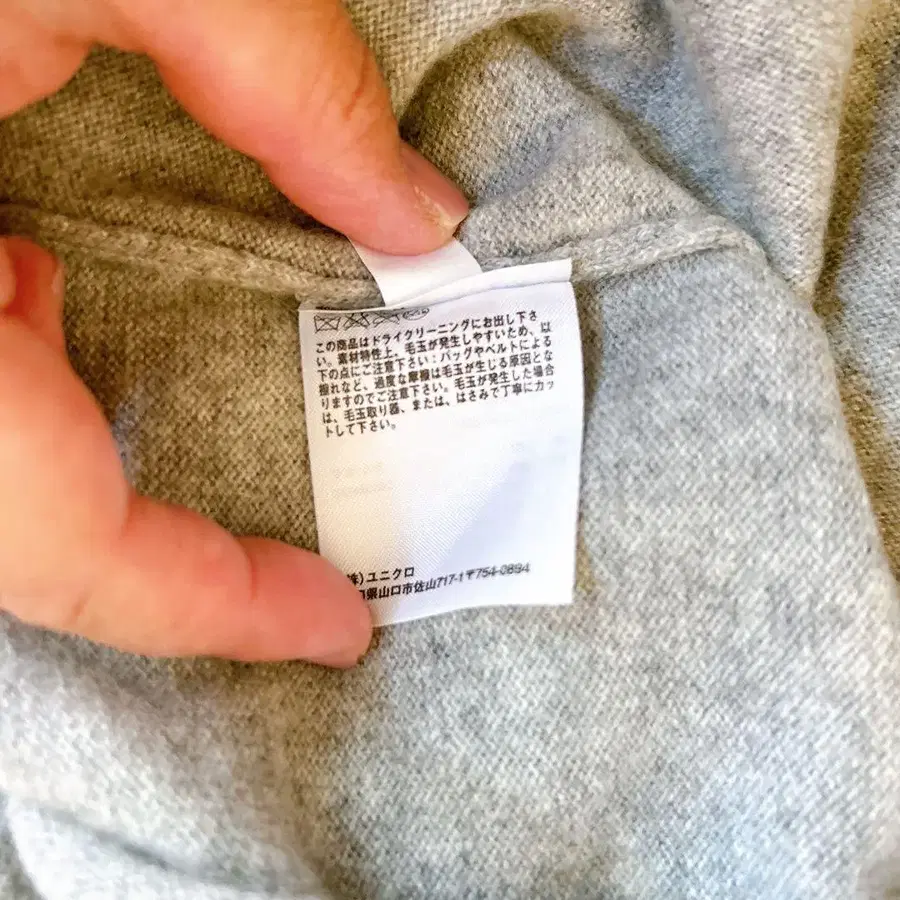 この商品はドライクリーニングにお出し下さ
い。素材特性上、毛玉が発生しやすいため、以
下の点にご注意下さい：バッグやベルトによる
擦れなど、過度な摩擦は毛玉が生じる原因とな
りますのでご注意下さい。毛玉が発生した場合
は、毛玉取り器、または、はさみで丁寧にカッ
トして下さい。
株)ユニクロ
県山口市佐山717-1〒754-0894